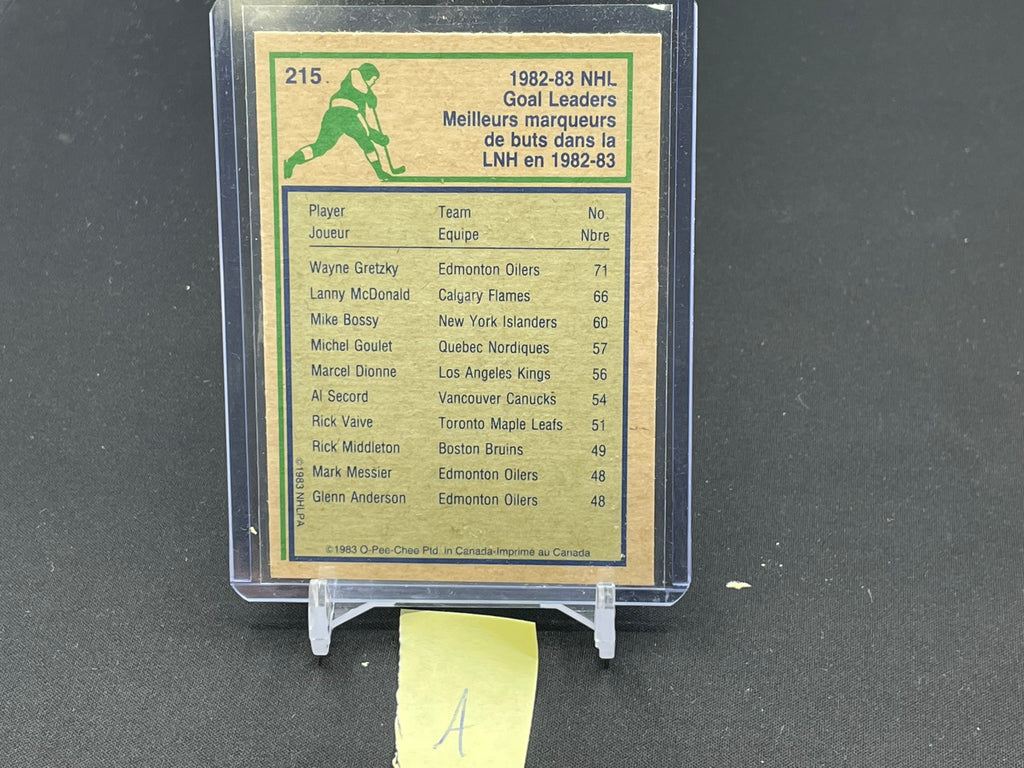 215
1982-83 NHL
Goal Leaders
Meilleurs marqueurs
de buts dans la
LNH en 1982-83
Player Team No.
Joueur Equipe Nbre
Wayne Gretzky Edmonton Oilers 71
Lanny McDonald Calgary Flames 66
Mike Bossy New York Islanders 60
Michel Goulet Quebec Nordiques 57
Marcel Dionne Los Angeles Kings 56
Al Secord Vancouver Canucks 54
Rick Vaive Toronto Maple Leafs 51
Rick Middleton Boston Bruins 49
Mark Messier Edmonton Oilers 48
Glenn Anderson Edmonton Oilers 48
©1983 NHLPA
©1983 O-Pee-Chee Ptd. in Canada-Imprimé au Canada
A